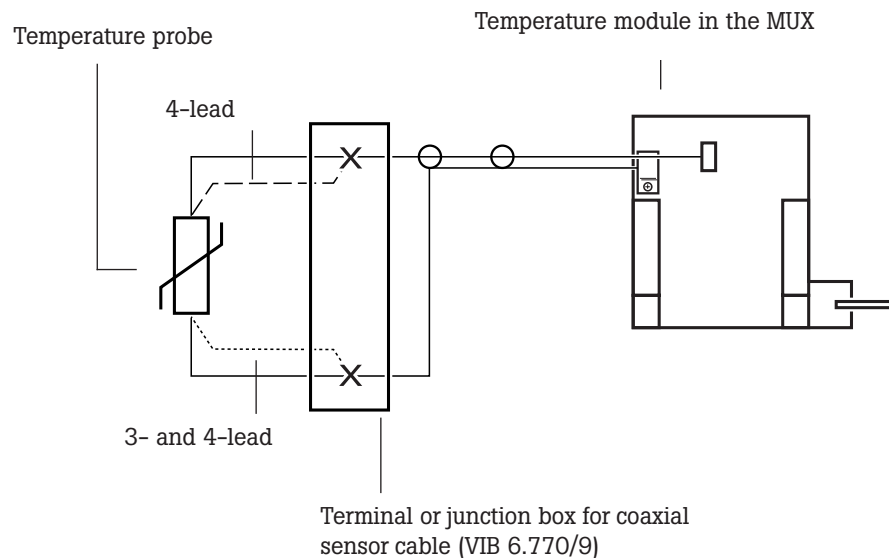 Temperature probe
Temperature module in the MUX
4-lead
3- and 4-lead
Terminal or junction box for coaxial
sensor cable (VIB 6.770/9)